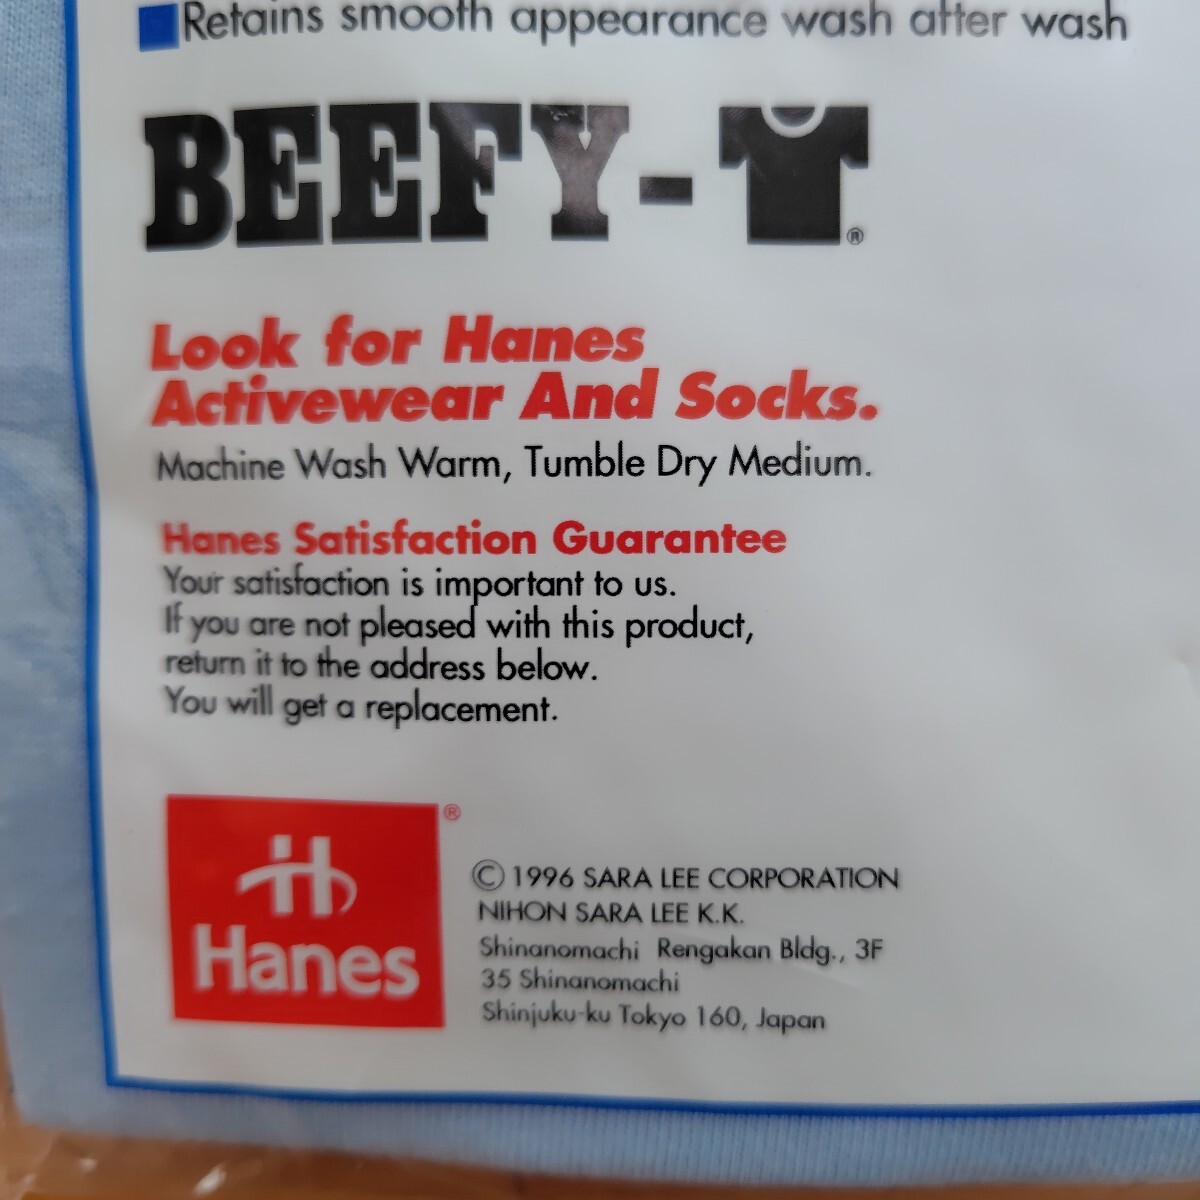 Retains smooth appearance wash after wash
BEEFY-T®
Look for Hanes
Activewear And Socks.
Machine Wash Warm, Tumble Dry Medium.
Hanes Satisfaction Guarantee
Your satisfaction is important to us.
If you are not pleased with this product,
return it to the address below.
You will get a replacement.
H ®
Hanes
© 1996 SARA LEE CORPORATION
NIHON SARA LEE K.K.
Shinanomachi Rengakan Bldg., 3F
35 Shinanomachi
Shinjuku-ku Tokyo 160, Japan